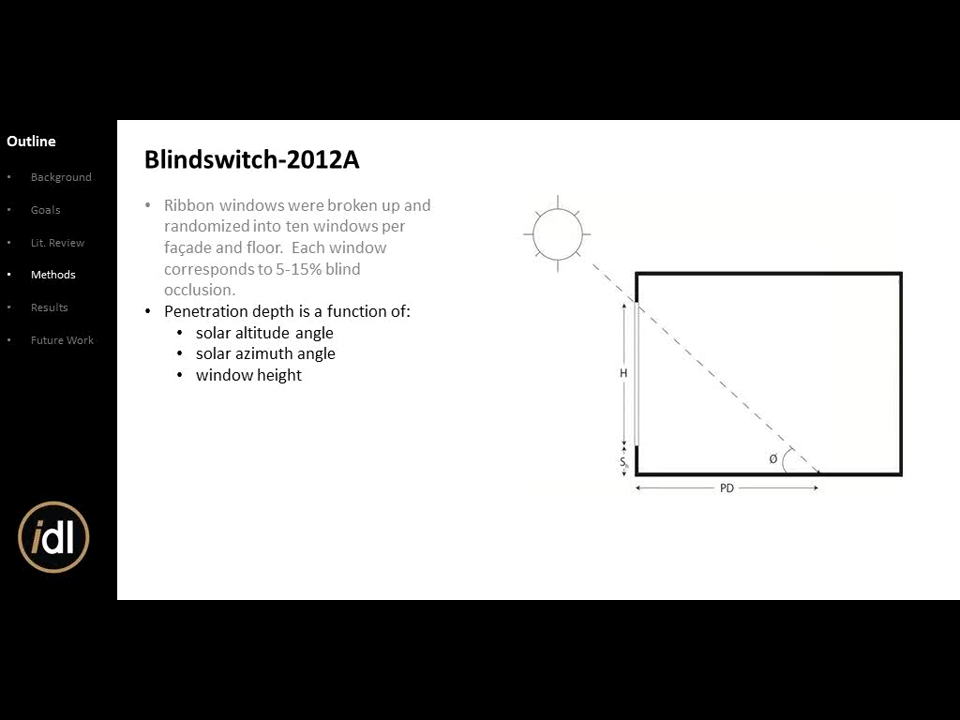 Outline
• Background
• Goals
• Lit. Review
• Methods
• Results
• Future Work
idl
Blindswitch-2012A
• Ribbon windows were broken up and
randomized into ten windows per
façade and floor. Each window
corresponds to 5-15% blind
occlusion.
• Penetration depth is a function of:
• solar altitude angle
• solar azimuth angle
• window height
H
Sh
Ø
PD